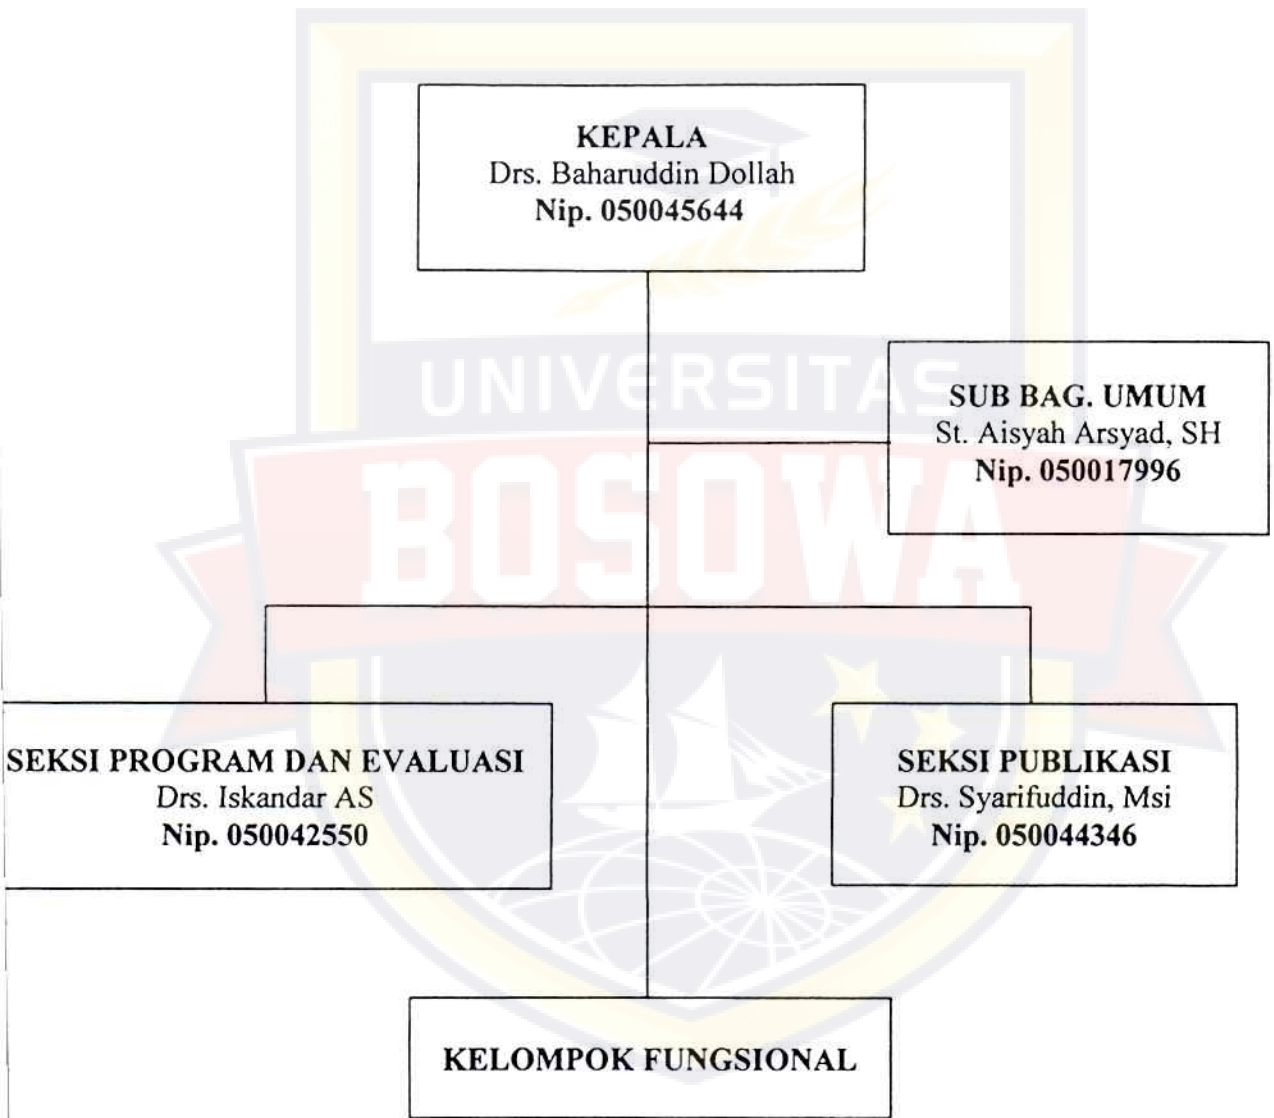 KEPALA
Drs. Baharuddin Dollah
Nip. 050045644
UNIVERSITAS
BOSOWA
SUB BAG. UMUM
St. Aisyah Arsyad, SH
Nip. 050017996
SEKSI PROGRAM DAN EVALUASI
Drs. Iskandar AS
Nip. 050042550
SEKSI PUBLIKASI
Drs. Syarifuddin, Msi
Nip. 050044346
KELOMPOK FUNGSIONAL